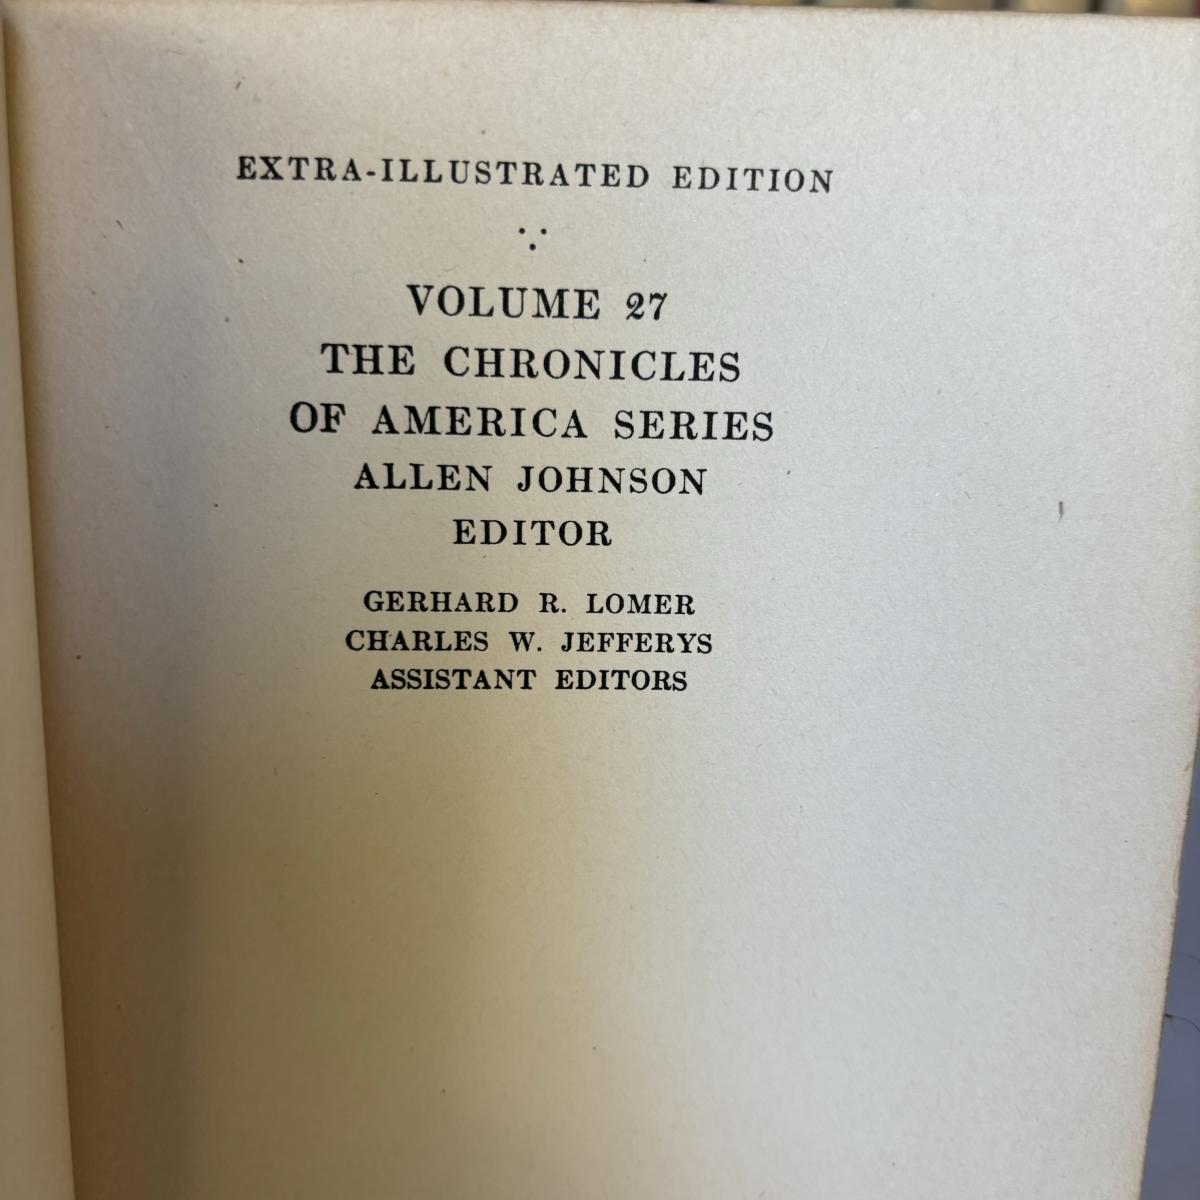 EXTRA-ILLUSTRATED EDITION
VOLUME 27
THE CHRONICLES
OF AMERICA SERIES
ALLEN JOHNSON
EDITOR
GERHARD R. LOMER
CHARLES W. JEFFERYS
ASSISTANT EDITORS